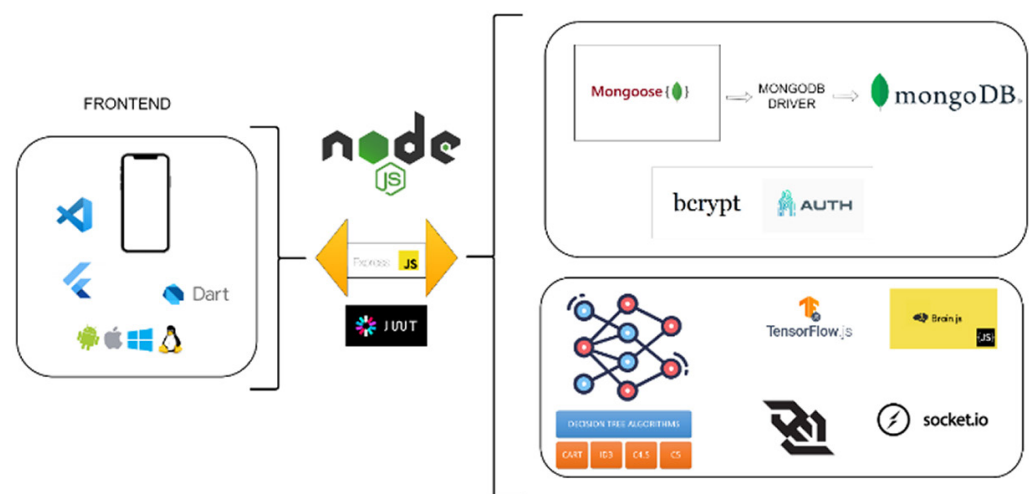 FRONTEND
Dart
node
JS
Express
JS
JWT
Mongoose {}
MONGODB
DRIVER
mongoDB®
bcrypt
AUTH
TensorFlow.js
Brain.js
{JS}
DECISION TREE ALGORITHMS
CART
ID3
C4.5
C5
socket.io